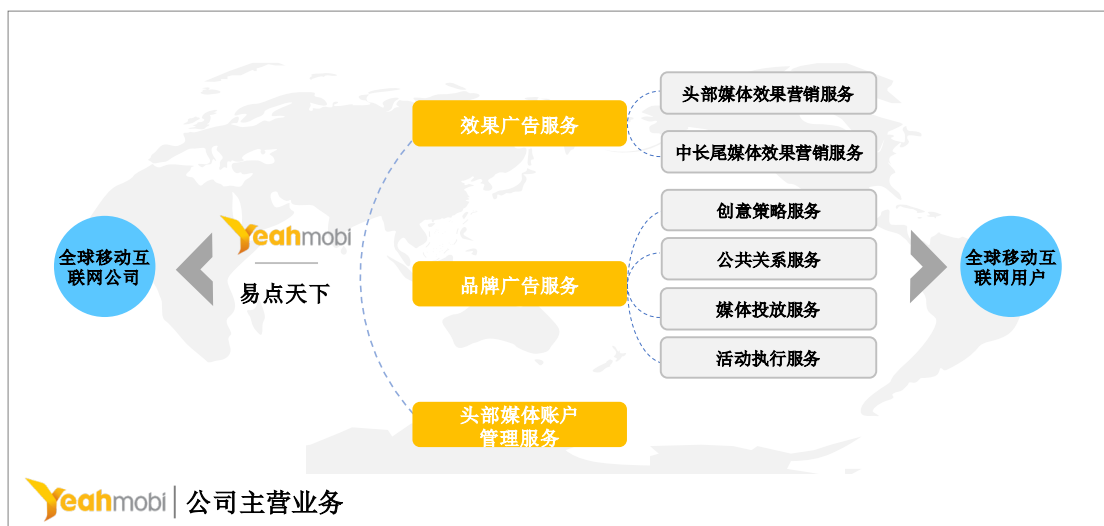 效果广告服务
头部媒体效果营销服务
中长尾媒体效果营销服务
全球移动互
联网公司
Yeahmobi
易点天下
品牌广告服务
创意策略服务
公共关系服务
媒体投放服务
活动执行服务
全球移动互
联网用户
头部媒体账户
管理服务
Yeahmobi 公司主营业务